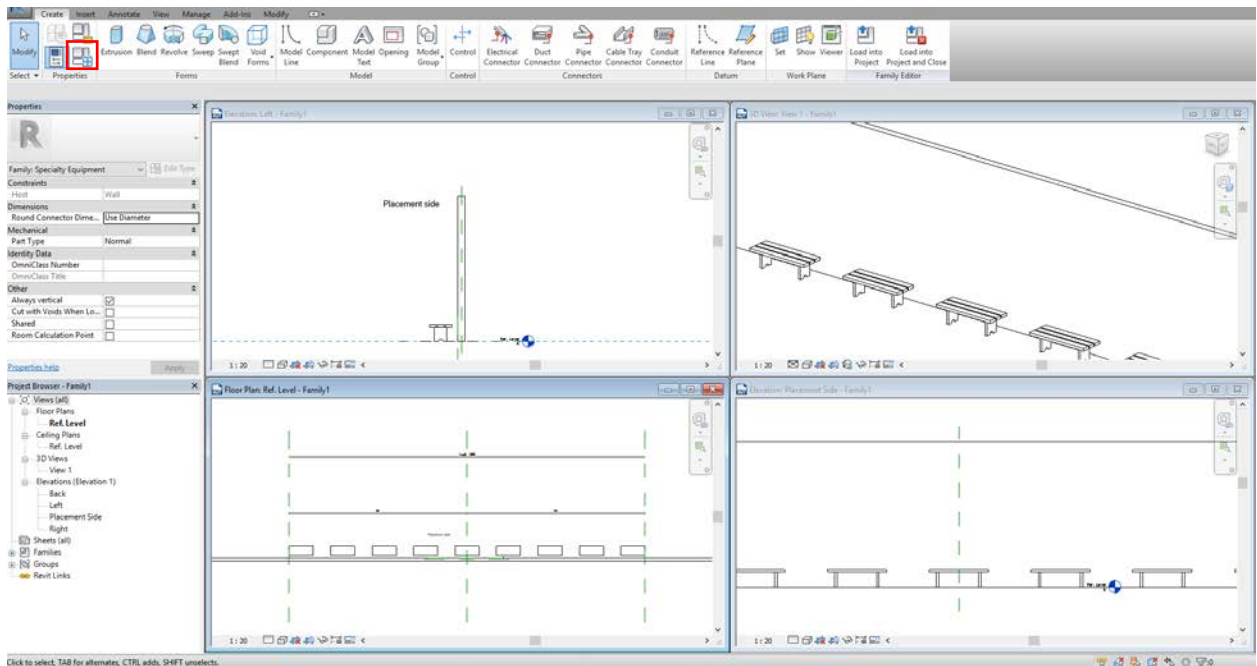 Create Insert Annotate View Manage Add-Ins Modify
Modify
Extrusion Blend Revolve Sweep Swept Blend Void Forms
Model Line Component Model Text Opening Model Group
Control
Electrical Connector Duct Connector Pipe Connector Cable Tray Connector Conduit Connector
Reference Line Reference Plane
Set Show Viewer
Load into Project Load into Project and Close
Select Properties Forms Model Control Connectors Datum Work Plane Family Editor
Properties
R
Family: Specialty Equipment Edit Type
Constraints
Host Wall
Dimensions
Round Connector Dime... Use Diameter
Mechanical
Part Type Normal
Identity Data
OmniClass Number
OmniClass Title
Other
Always vertical
Cut with Voids When Lo...
Shared
Room Calculation Point
Properties help Apply
Project Browser - Family1
Views (all)
Floor Plans
Ref. Level
Ceiling Plans
Ref. Level
3D Views
View 1
Elevations (Elevation 1)
Back
Left
Placement Side
Right
Sheets (all)
Families
Groups
Revit Links
Elevation: Left - Family1
Placement side
1 : 20
3D View: View 1 - Family1
1 : 20
Floor Plan: Ref. Level - Family1
Placement side
1 : 20
Elevation: Placement Side - Family1
1 : 20
Click to select, TAB for alternates, CTRL adds, SHIFT unselects.